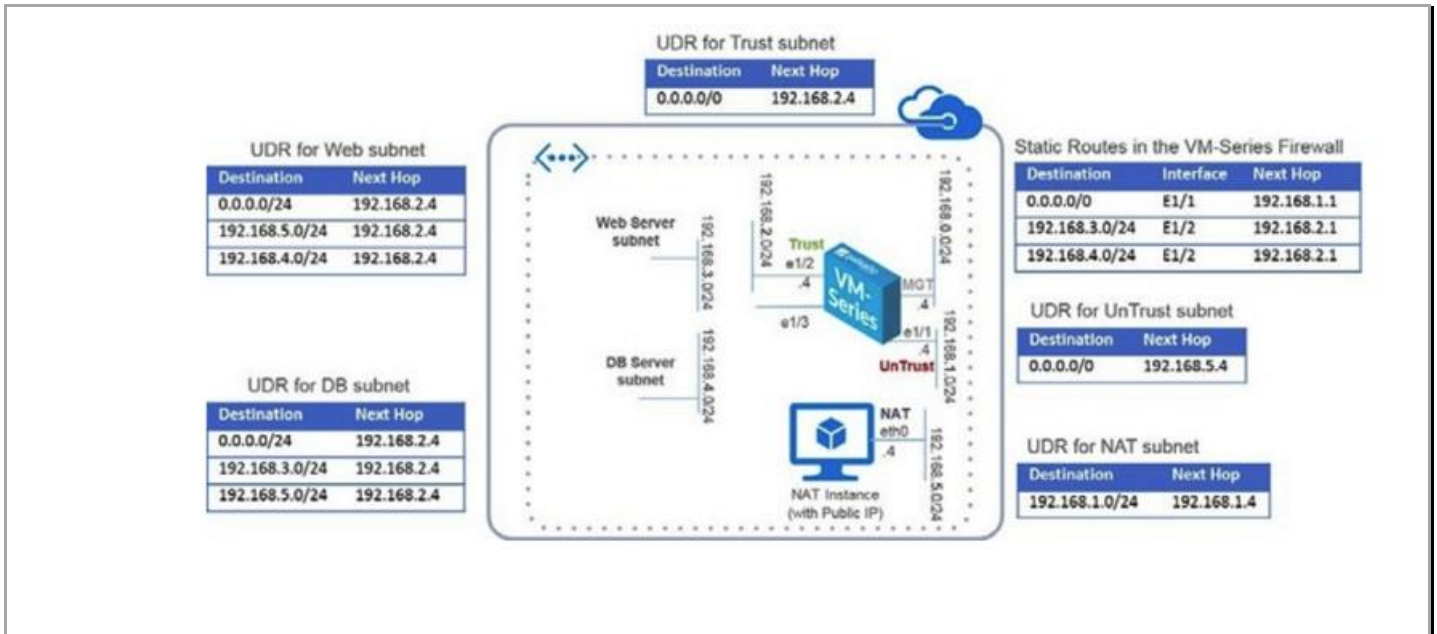 UDR for Trust subnet
Destination Next Hop
0.0.0.0/0 192.168.2.4
UDR for Web subnet
Destination Next Hop
0.0.0.0/24 192.168.2.4
192.168.5.0/24 192.168.2.4
192.168.4.0/24 192.168.2.4
UDR for DB subnet
Destination Next Hop
0.0.0.0/24 192.168.2.4
192.168.3.0/24 192.168.2.4
192.168.5.0/24 192.168.2.4
Web Server
subnet
192.168.3.0/24
DB Server
subnet
192.168.4.0/24
192.168.2.0/24
Trust
e1/2
.4
e1/3
VM-
Series
192.168.0.0/24
MGT
.4
e1/1
.4
UnTrust
192.168.1.0/24
NAT
eth0
.4
192.168.5.0/24
NAT Instance
(with Public IP)
Static Routes in the VM-Series Firewall
Destination Interface Next Hop
0.0.0.0/0 E1/1 192.168.1.1
192.168.3.0/24 E1/2 192.168.2.1
192.168.4.0/24 E1/2 192.168.2.1
UDR for UnTrust subnet
Destination Next Hop
0.0.0.0/0 192.168.5.4
UDR for NAT subnet
Destination Next Hop
192.168.1.0/24 192.168.1.4